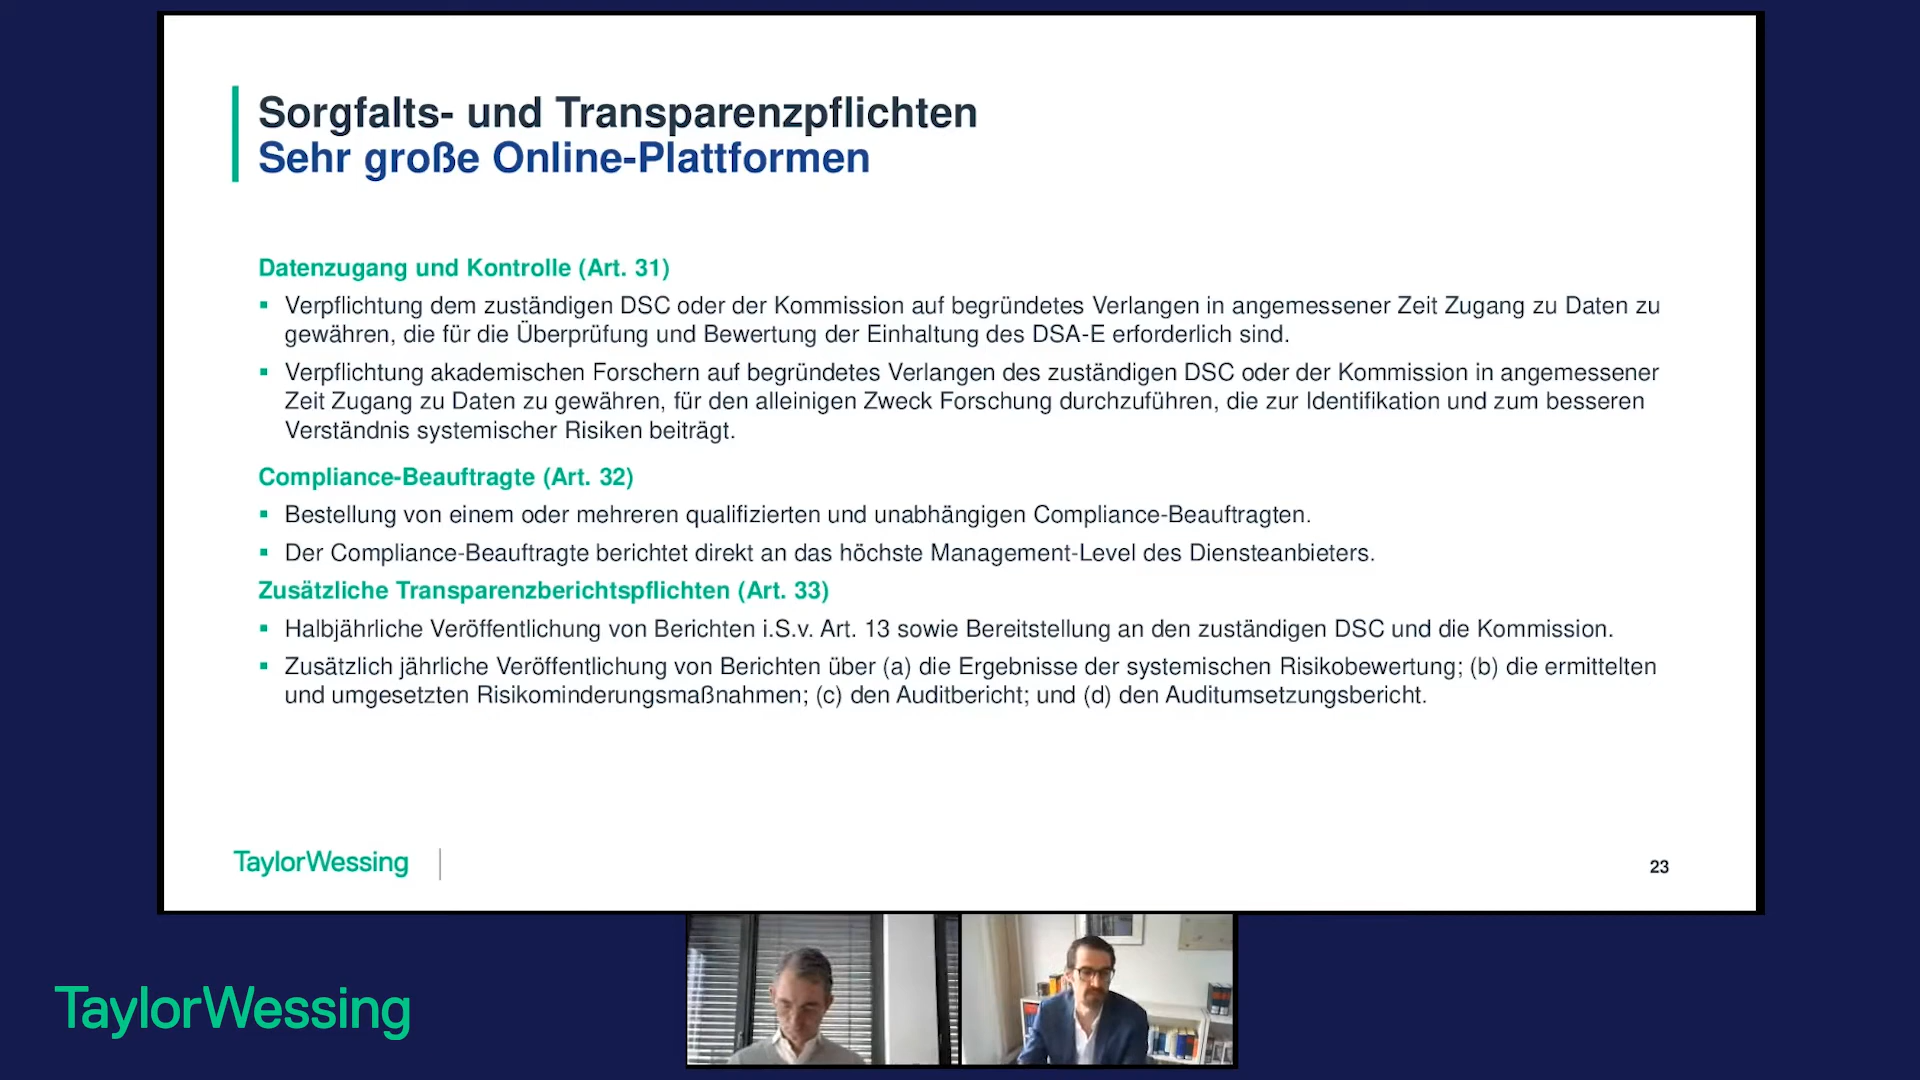 Sorgfalts- und Transparenzpflichten
Sehr große Online-Plattformen
Datenzugang und Kontrolle (Art. 31)
▪ Verpflichtung dem zuständigen DSC oder der Kommission auf begründetes Verlangen in angemessener Zeit Zugang zu Daten zu
gewähren, die für die Überprüfung und Bewertung der Einhaltung des DSA-E erforderlich sind.
▪ Verpflichtung akademischen Forschern auf begründetes Verlangen des zuständigen DSC oder der Kommission in angemessener
Zeit Zugang zu Daten zu gewähren, für den alleinigen Zweck Forschung durchzuführen, die zur Identifikation und zum besseren
Verständnis systemischer Risiken beiträgt.
Compliance-Beauftragte (Art. 32)
▪ Bestellung von einem oder mehreren qualifizierten und unabhängigen Compliance-Beauftragten.
▪ Der Compliance-Beauftragte berichtet direkt an das höchste Management-Level des Diensteanbieters.
Zusätzliche Transparenzberichtspflichten (Art. 33)
▪ Halbjährliche Veröffentlichung von Berichten i.S.v. Art. 13 sowie Bereitstellung an den zuständigen DSC und die Kommission.
▪ Zusätzlich jährliche Veröffentlichung von Berichten über (a) die Ergebnisse der systemischen Risikobewertung; (b) die ermittelten
und umgesetzten Risikominderungsmaßnahmen; (c) den Auditbericht; und (d) den Auditumsetzungsbericht.
TaylorWessing
23
TaylorWessing